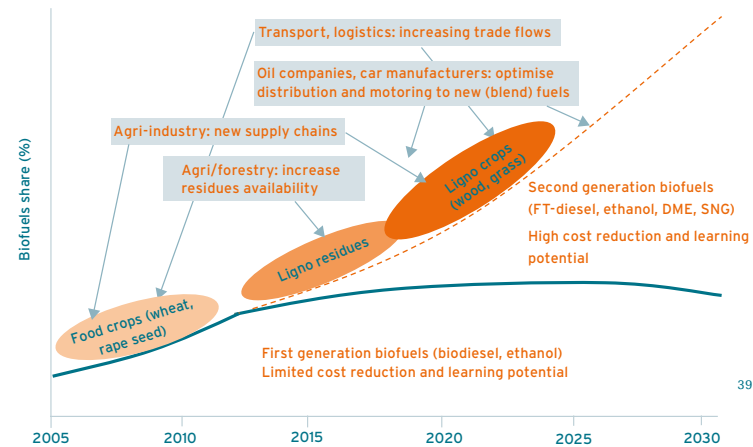 Transport, logistics: increasing trade flows
Oil companies, car manufacturers: optimise
distribution and motoring to new (blend) fuels
Agri-industry: new supply chains
Agri/forestry: increase
residues availability
Ligno crops
(wood, grass)
Second generation biofuels
(FT-diesel, ethanol, DME, SNG)
High cost reduction and learning
potential
Ligno residues
Food crops (wheat,
rape seed)
First generation biofuels (biodiesel, ethanol)
Limited cost reduction and learning potential
Biofuels share (%)
39
2005
2010
2015
2020
2025
2030